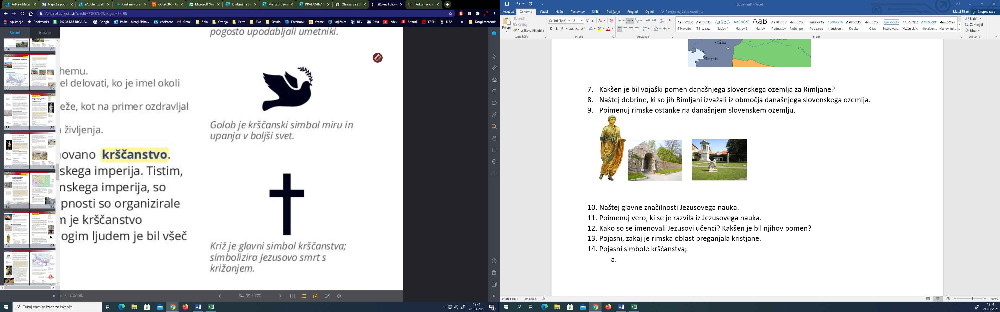 Pošta – Matej
Najnižja podp
eAsistent :: eD
Rimljani - prev
Oblak 365 › U
Microsoft Swa
Rimljani na Sl
Microsoft Swa
KRALJEVINA S
Obrazci za 2.2
iRokus Folio –
iRokus Folio –
folio.rokus-klett.si/?credit=ZGO7UC&pages=94-95
Aplikacije
Bookmarks
$47,361.85 BTC/US...
Google
Pošta – Matej Šiško...
eAsistent
Gmail
Šola
Orodja
Petra
EVA
Ostalo
Facebook
Vreme
Knjižnica
RTV
24ur
Index
Jutarnji
ESPN
NBA
»
Drugi zaznamki
Strani
Kazalo
84 85
86 87
88 89
90 91
92 93
94 95
96 97
pogosto upodabljali umetniki.
hemu.
el delovati, ko je imel okoli
eže, kot na primer ozdravljal
življenja.
ovano krščanstvo.
skega imperija. Tistim,
mskega imperija, so
pnosti so organizirale
n je krščanstvo
ogim ljudem je bil všeč
Golob je krščanski simbol miru in
upanja v boljši svet.
Križ je glavni simbol krščanstva;
simbolizira Jezusovo smrt s
križanjem.
ST 7, učbenik
94–95 / 170
Tukaj vnesite izraz za iskanje
12:44
29. 03. 2021
Dokument1 - Word
Datoteka
Osnovno
Vstavi
Načrt
Postavitev
Sklici
Pošiljanje
Pregled
Ogled
Povejte, kaj želite narediti ...
Matej Šiško
Skupna raba
Prilepi
Izreži
Kopiraj
Preslikovalnik oblik
Odložišče
Calibri (Telo)
12
K L P abc x₂ x²
Pisava
Odstavek
AaBbCcDc
¶ Navaden
AaBbCcDc
¶ Brez raz...
AaBbCc
Naslov 1
AaBbCcD
Naslov 2
AaB
Naslov
AaBbCcD
Podnaslov
AaBbCcDc
Nežen po...
AaBbCcDc
Poudarek
AaBbCcDc
Intenziven...
AaBbCcDc
Krepko
AaBbCcDc
Citat
AaBbCcDc
Intenziven...
AaBbCcDc
Nežen sklic
AaBbCcDc
Intenziven...
AaBbCcDc
Naslov knj...
Slogi
Najdi
Zamenjaj
Izberi
Urejanje
Castra
Tergeste
7. Kakšen je bil vojaški pomen današnjega slovenskega ozemlja za Rimljane?
8. Naštej dobrine, ki so jih Rimljani izvažali iz območja današnjega slovenskega ozemlja.
9. Poimenuj rimske ostanke na današnjem slovenskem ozemlju.
10. Naštej glavne značilnosti Jezusovega nauka.
11. Poimenuj vero, ki se je razvila iz Jezusovega nauka.
12. Kako so se imenovali Jezusovi učenci? Kakšen je bil njihov pomen?
13. Pojasni, zakaj je rimska oblast preganjala kristjane.
14. Pojasni simbole krščanstva;
a.
Stran 1 od 1
189 besed
190 %
12:44
29. 03. 2021